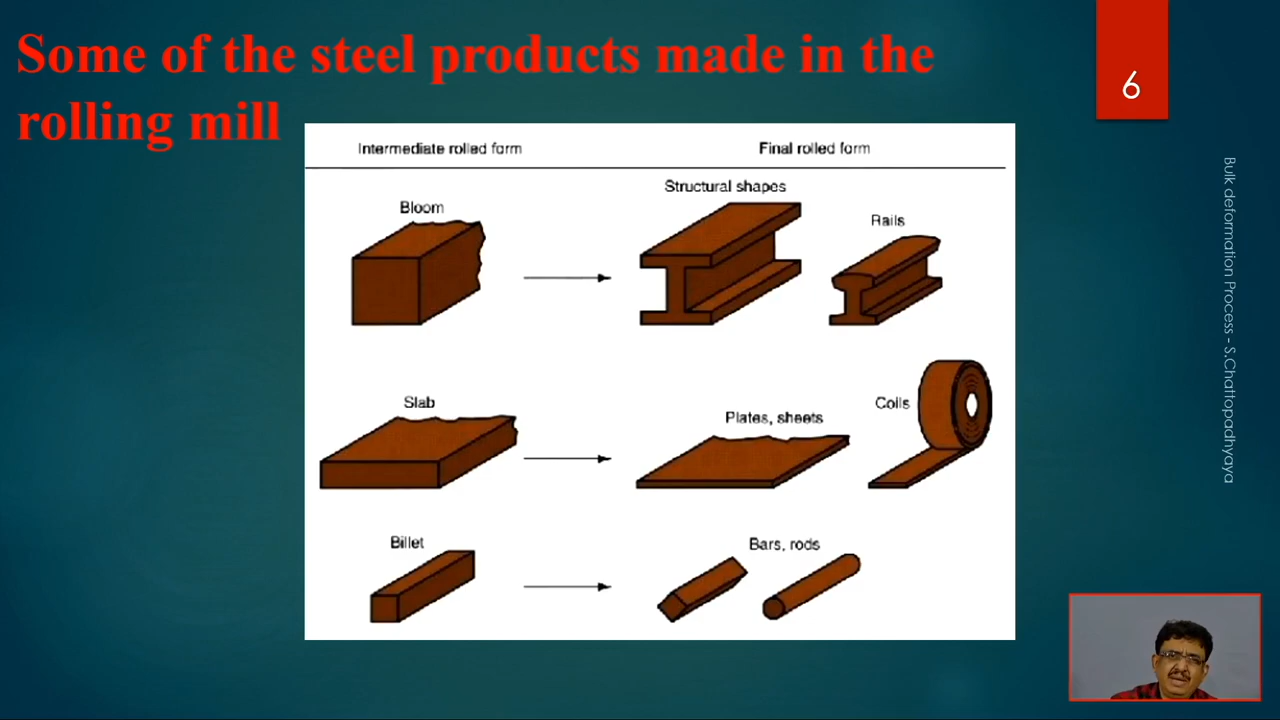 Some of the steel products made in the
rolling mill
6
Intermediate rolled form
Final rolled form
Structural shapes
Bloom
Rails
Slab
Plates, sheets
Coils
Billet
Bars, rods
Bulk deformation Process - S.Chattopadhyaya